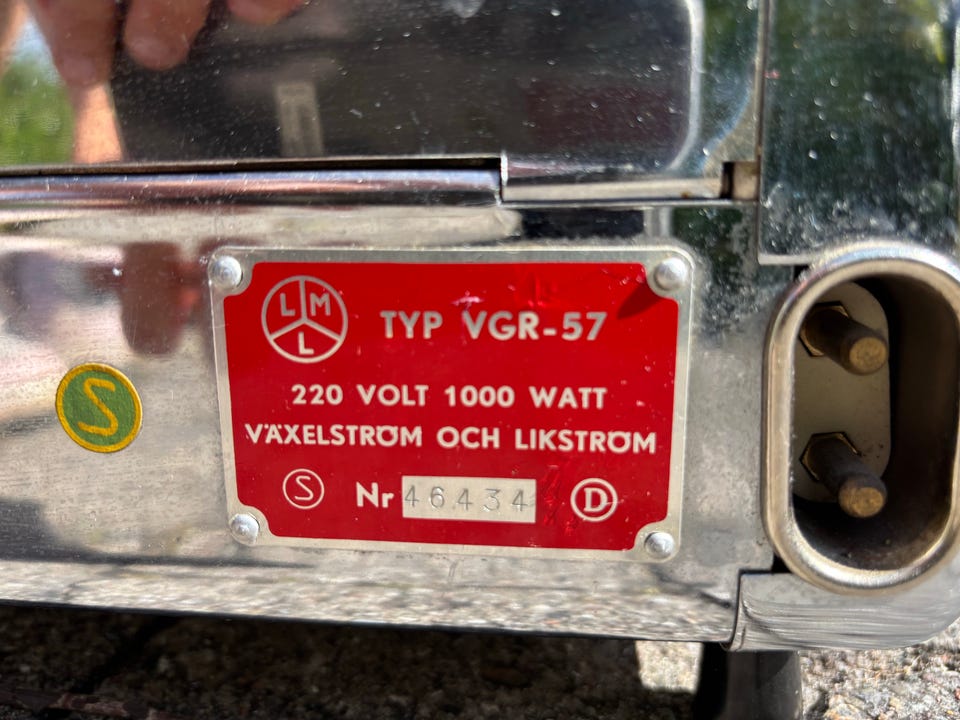 LML
TYP VGR-57
220 VOLT 1000 WATT
VÄXELSTRÖM OCH LIKSTRÖM
S
S Nr 46434 D